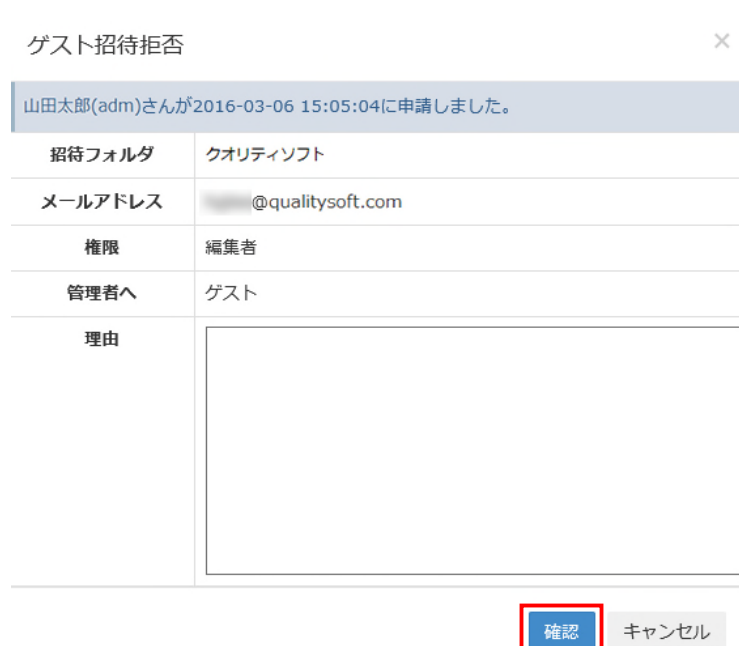 ゲスト招待拒否 ×
山田太郎(adm)さんが2016-03-06 15:05:04に申請しました。
招待フォルダ クオリティソフト
メールアドレス @qualitysoft.com
権限 編集者
管理者へ ゲスト
理由
確認 キャンセル